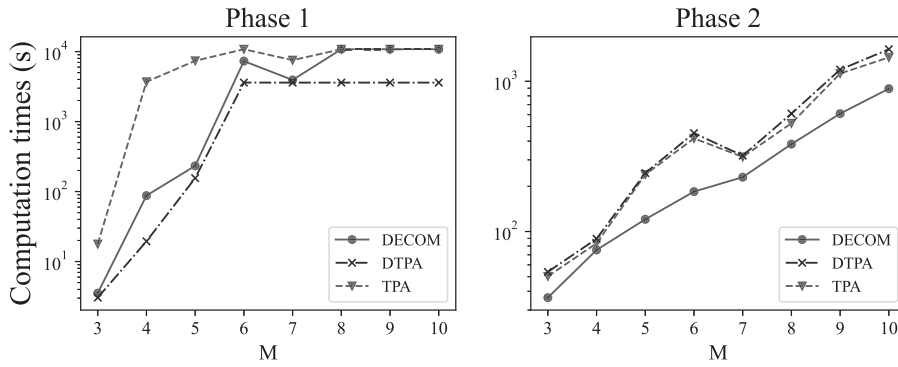 Phase 1
Computation times (s)
10^4
10^3
10^2
10^1
3 4 5 6 7 8 9 10
M
DECOM
DTPA
TPA
Phase 2
10^3
10^2
3 4 5 6 7 8 9 10
M
DECOM
DTPA
TPA